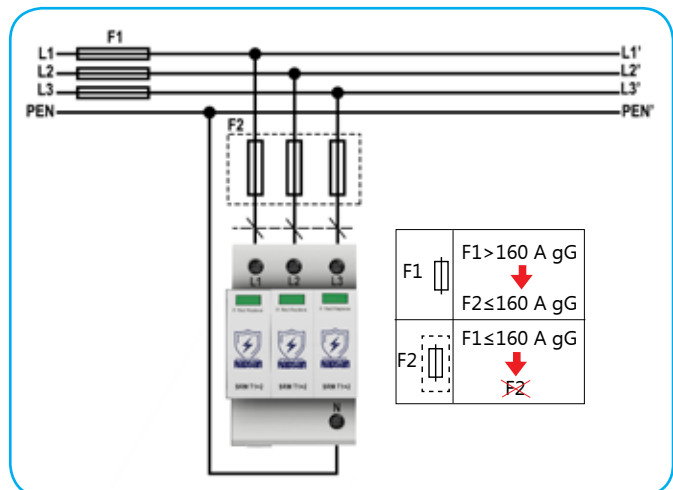 F1
L1 L1'
L2 L2'
L3 L3'
PEN PEN'
F2
L1 L2 L3
N
F1 F1>160 A gG
F2≤160 A gG
F2 F1≤160 A gG
F2